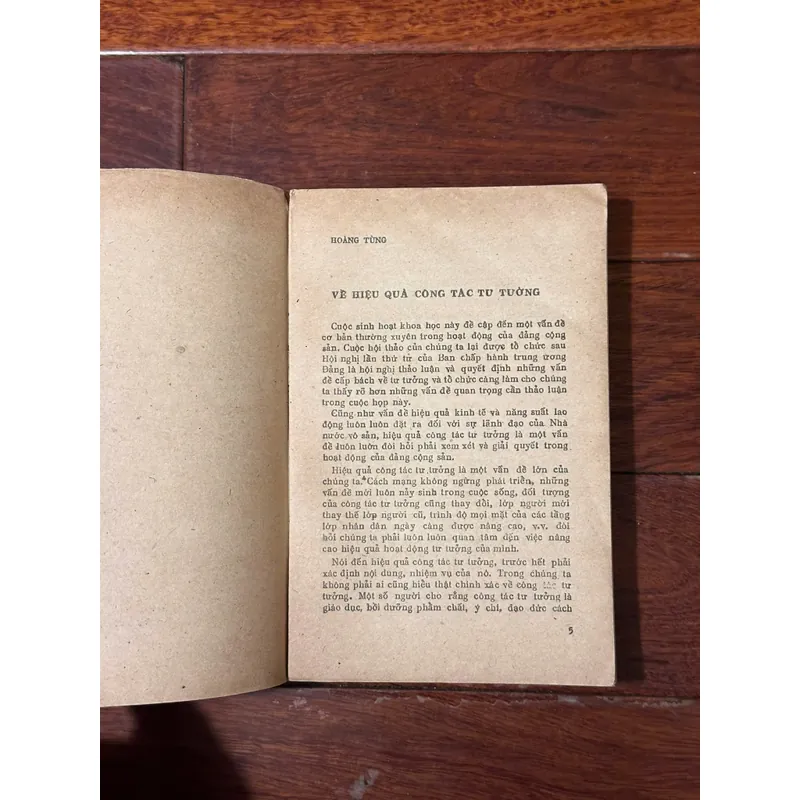 HOÀNG TÙNG
VỀ HIỆU QUẢ CÔNG TÁC TƯ TƯỞNG
Cuộc sinh hoạt khoa học này đề cập đến một vấn đề
cơ bản thường xuyên trong hoạt động của đảng cộng
sản. Cuộc hội thảo của chúng ta lại được tổ chức sau
Hội nghị lần thứ tư của Ban chấp hành trung ương
Đảng là hội nghị thảo luận và quyết định những vấn
đề cấp bách về tư tưởng và tổ chức càng làm cho chúng
ta thấy rõ hơn những vấn đề quan trọng cần thảo luận
trong cuộc họp này.
Cũng như vấn đề hiệu quả kinh tế và năng suất lao
động luôn luôn đặt ra đối với sự lãnh đạo của Nhà
nước vô sản, hiệu quả công tác tư tưởng là một vấn
đề luôn luôn đòi hỏi phải xem xét và giải quyết trong
hoạt động của đảng cộng sản.
Hiệu quả công tác tư tưởng là một vấn đề lớn của
chúng ta. Cách mạng không ngừng phát triển, những
vấn đề mới luôn nảy sinh trong cuộc sống, đối tượng
của công tác tư tưởng cũng thay đổi, lớp người mới
thay thế lớp người cũ, trình độ mọi mặt của các tầng
lớp nhân dân ngày càng được nâng cao, v.v. đòi
hỏi chúng ta phải luôn luôn quan tâm đến việc nâng
cao hiệu quả hoạt động tư tưởng của mình.
Nói đến hiệu quả công tác tư tưởng, trước hết phải
xác định nội dung, nhiệm vụ của nó. Trong chúng ta
không phải ai cũng hiểu thật chính xác về công tác tư
tưởng. Một số người cho rằng công tác tư tưởng là
giáo dục, bồi dưỡng phẩm chất, ý chí, đạo đức cách
5